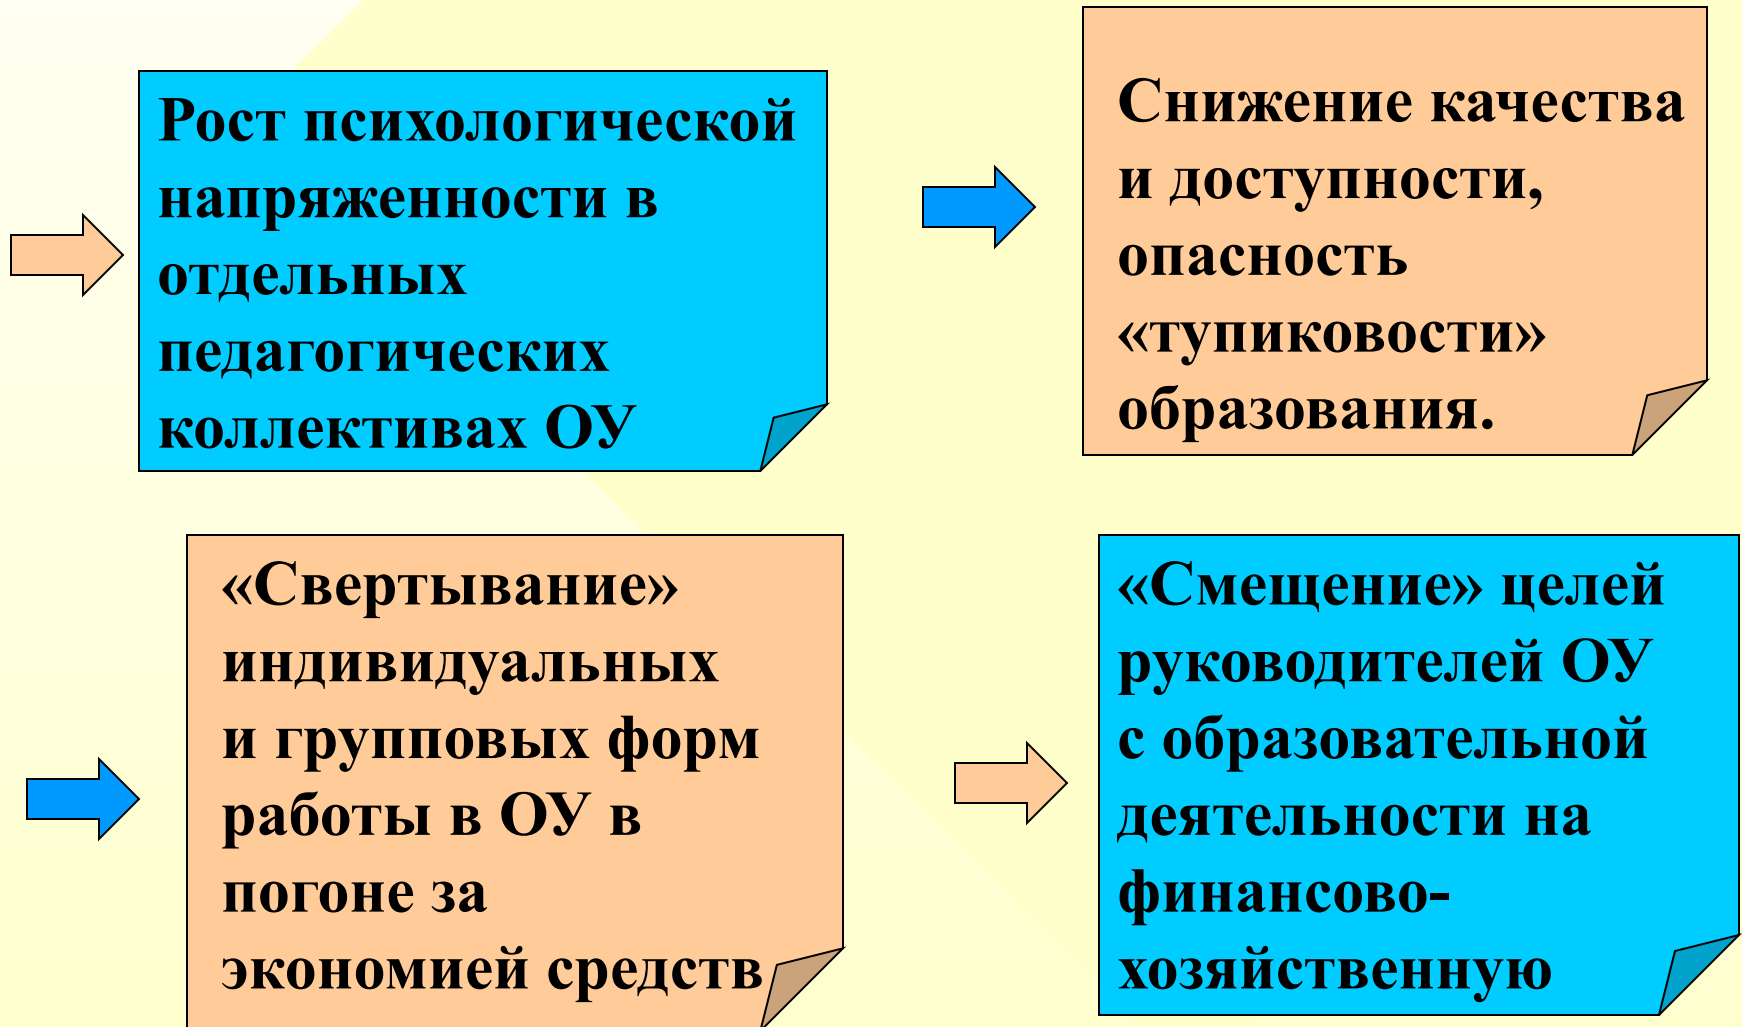 Рост психологической
напряженности в
отдельных
педагогических
коллективах ОУ
Снижение качества
и доступности,
опасность
«тупиковости»
образования.
«Свертывание»
индивидуальных
и групповых форм
работы в ОУ в
погоне за
экономией средств
«Смещение» целей
руководителей ОУ
с образовательной
деятельности на
финансово-
хозяйственную